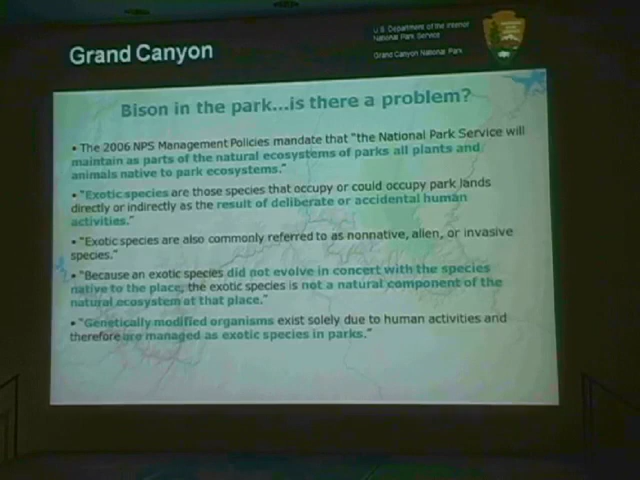 Grand Canyon
U.S. Department of the Interior
National Park Service
Grand Canyon National Park
Bison in the park...is there a problem?
• The 2006 NPS Management Policies mandate that "the National Park Service will
maintain as parts of the natural ecosystems of parks all plants and
animals native to park ecosystems."
• "Exotic species are those species that occupy or could occupy park lands
directly or indirectly as the result of deliberate or accidental human
activities."
• "Exotic species are also commonly referred to as nonnative, alien, or invasive
species."
• "Because an exotic species did not evolve in concert with the species
native to the place, the exotic species is not a natural component of the
natural ecosystem at that place."
• "Genetically modified organisms exist solely due to human activities and
therefore are managed as exotic species in parks."